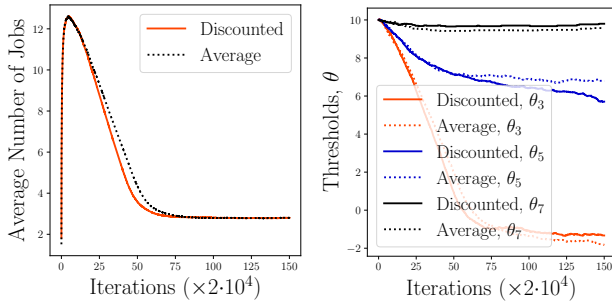 Average Number of Jobs
12
10
8
6
4
2
0 25 50 75 100 125 150
Iterations (×2·10⁴)
Discounted
Average
Thresholds, θ
10
8
6
4
2
0
−2
0 25 50 75 100 125 150
Iterations (×2·10⁴)
Discounted, θ₃
Average, θ₃
Discounted, θ₅
Average, θ₅
Discounted, θ₇
Average, θ₇